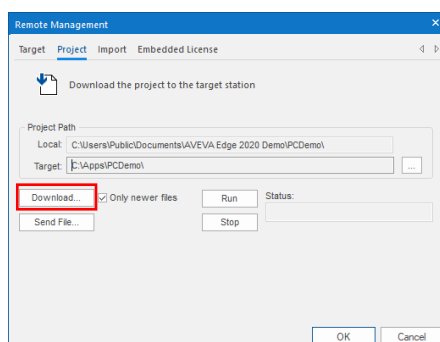 Remote Management
Target Project Import Embedded License
Download the project to the target station
Project Path
Local: C:\Users\Public\Documents\AVEVA Edge 2020 Demo\PCDemo\
Target: C:\Apps\PCDemo\ ...
Download... Only newer files Run Status:
Send File... Stop
OK Cancel